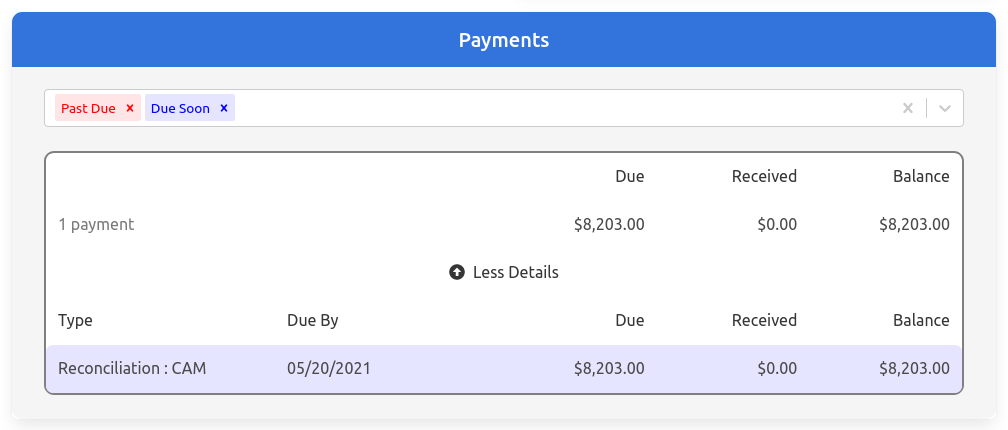 Payments
Past Due × Due Soon ×
Due Received Balance
1 payment $8,203.00 $0.00 $8,203.00
Less Details
Type Due By Due Received Balance
Reconciliation : CAM 05/20/2021 $8,203.00 $0.00 $8,203.00